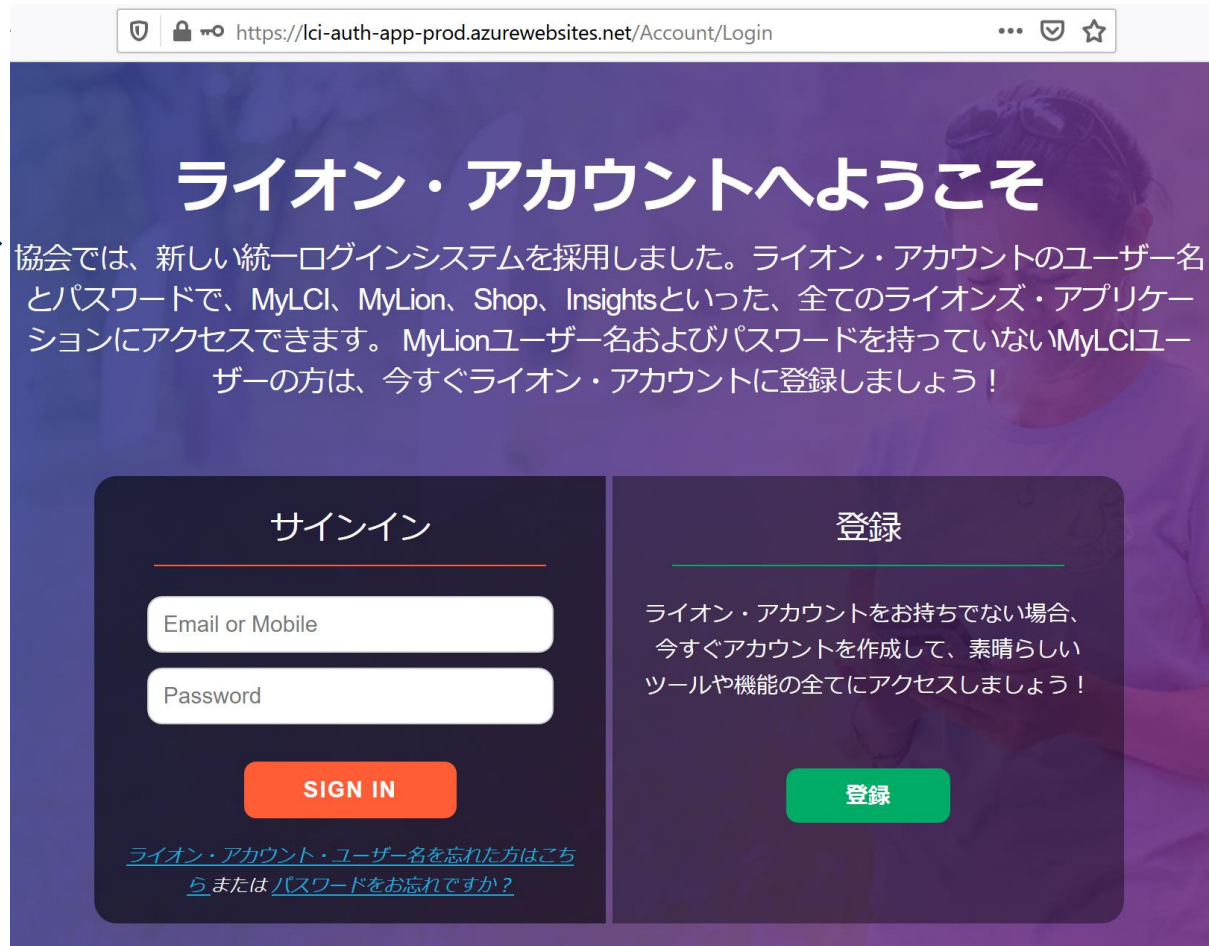 https://lci-auth-app-prod.azurewebsites.net/Account/Login
ライオン・アカウントへようこそ
協会では、新しい統一ログインシステムを採用しました。ライオン・アカウントのユーザー名
とパスワードで、MyLCI、MyLion、Shop、Insightsといった、全てのライオンズ・アプリケー
ションにアクセスできます。 MyLionユーザー名およびパスワードを持っていないMyLCIユー
ザーの方は、今すぐライオン・アカウントに登録しましょう！
サインイン
Email or Mobile
Password
SIGN IN
ライオン・アカウント・ユーザー名を忘れた方はこち
ら または パスワードをお忘れですか？
登録
ライオン・アカウントをお持ちでない場合、
今すぐアカウントを作成して、素晴らしい
ツールや機能の全てにアクセスしましょう！
登録